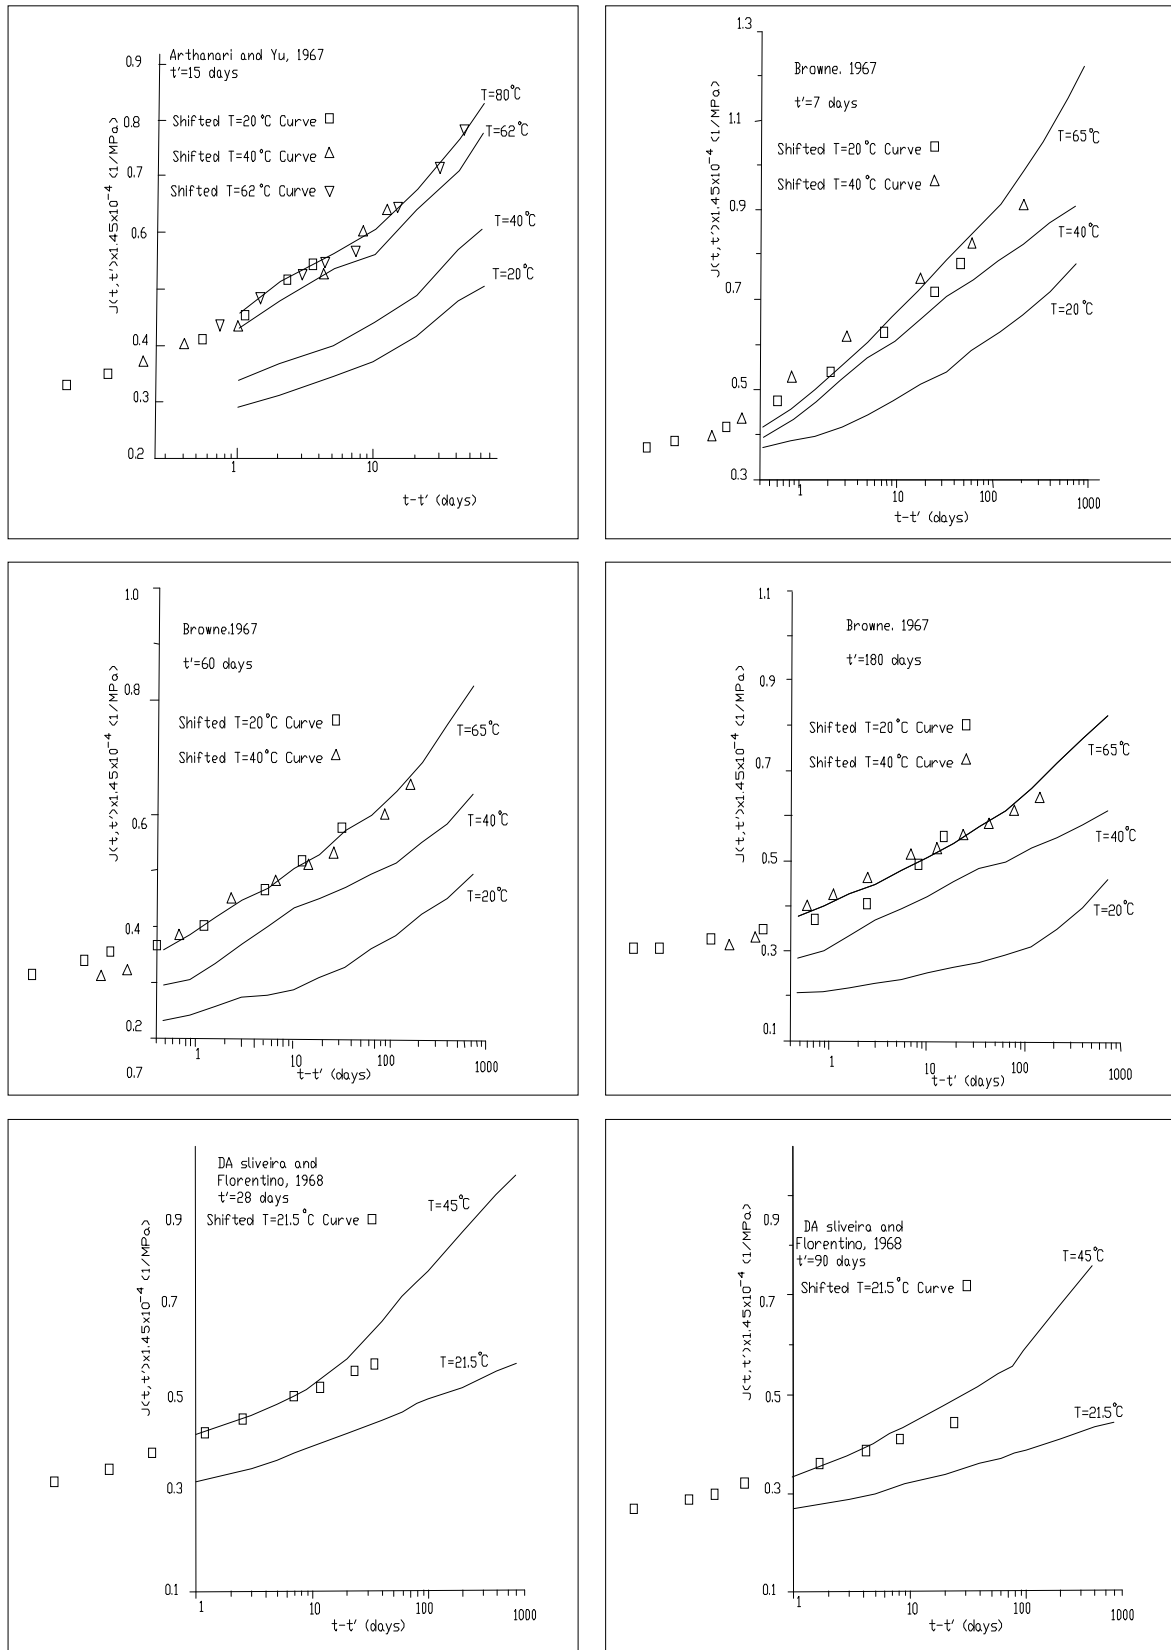 Arthanari and Yu, 1967
t'=15 days
Shifted T=20°C Curve
Shifted T=40°C Curve
Shifted T=62°C Curve
T=80°C
T=62°C
T=40°C
T=20°C
J(t,t')x1.45x10⁻⁴ (1/MPa)
0.9
0.8
0.7
0.6
0.4
0.3
0.2
1
10
t-t' (days)
Browne. 1967
t'=7 days
Shifted T=20°C Curve
Shifted T=40°C Curve
T=65°C
T=40°C
T=20°C
J(t,t')x1.45x10⁻⁴ (1/MPa)
1.3
1.1
0.9
0.7
0.5
0.3
1
10
100
1000
t-t' (days)
Browne.1967
t'=60 days
Shifted T=20°C Curve
Shifted T=40°C Curve
T=65°C
T=40°C
T=20°C
J(t,t')x1.45x10⁻⁴ (1/MPa)
1.0
0.8
0.6
0.4
0.2
0.7
1
10
100
1000
t-t' (days)
Browne. 1967
t'=180 days
Shifted T=20°C Curve
Shifted T=40°C Curve
T=65°C
T=40°C
T=20°C
J(t,t')x1.45x10⁻⁴ (1/MPa)
1.1
0.9
0.7
0.5
0.3
0.1
1
10
100
1000
t-t' (days)
DA sliveira and
Florentino, 1968
t'=28 days
Shifted T=21.5°C Curve
T=45°C
T=21.5°C
J(t,t')x1.45x10⁻⁴ (1/MPa)
0.9
0.7
0.5
0.3
0.1
1
10
100
1000
t-t' (days)
DA sliveira and
Florentino, 1968
t'=90 days
Shifted T=21.5°C Curve
T=45°C
T=21.5°C
J(t,t')x1.45x10⁻⁴ (1/MPa)
0.9
0.7
0.5
0.3
0.1
1
10
100
1000
t-t' (days)